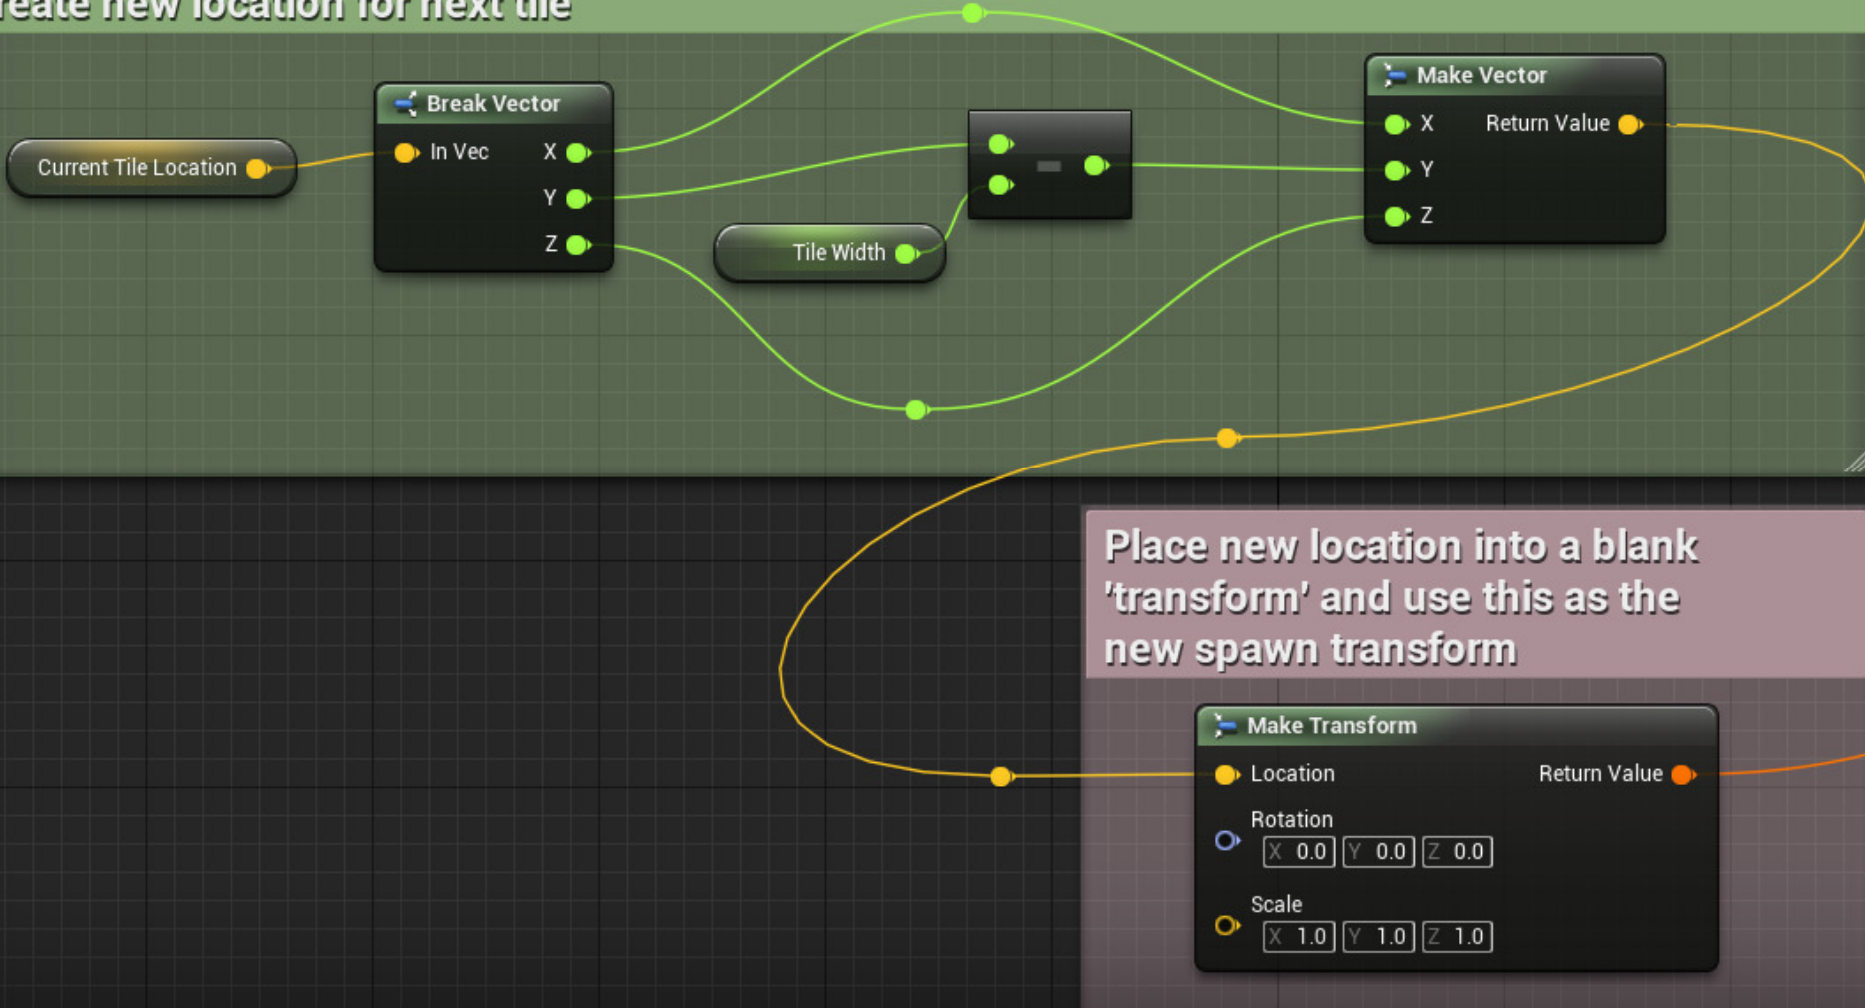 reate new location for next tile
Current Tile Location
Break Vector
In Vec X
Y
Z
Tile Width
-
Make Vector
X Return Value
Y
Z
Place new location into a blank
'transform' and use this as the
new spawn transform
Make Transform
Location Return Value
Rotation
X 0.0 Y 0.0 Z 0.0
Scale
X 1.0 Y 1.0 Z 1.0